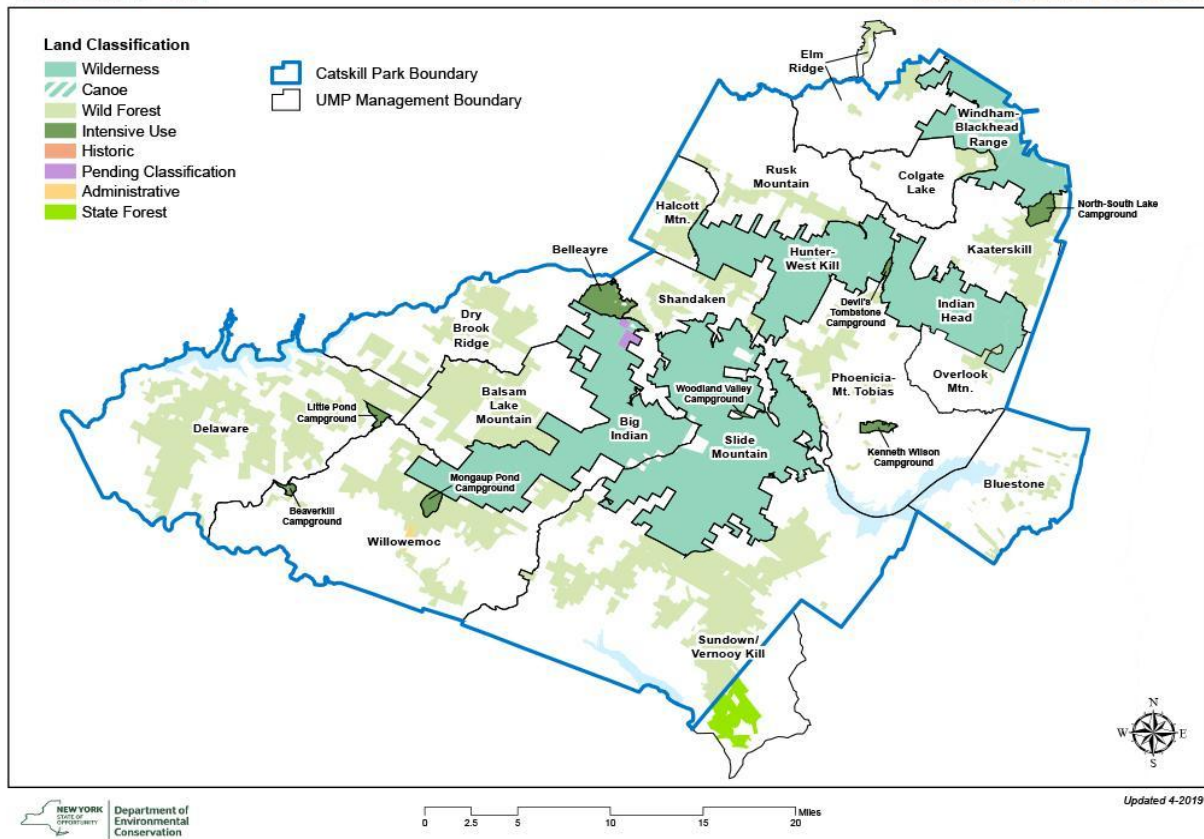 Land Classification
Wilderness
Canoe
Wild Forest
Intensive Use
Historic
Pending Classification
Administrative
State Forest
Catskill Park Boundary
UMP Management Boundary
Elm
Ridge
Windham-
Blackhead
Range
Rusk
Mountain
Colgate
Lake
Halcott
Mtn.
North-South Lake
Campground
Kaaterskill
Belleayre
Hunter-
West Kill
Shandaken
Devil's
Tombstone
Campground
Indian
Head
Dry
Brook
Ridge
Balsam
Lake
Mountain
Woodland Valley
Campground
Phoenicia-
Mt. Tobias
Overlook
Mtn.
Little Pond
Campground
Delaware
Big
Indian
Slide
Mountain
Kenneth Wilson
Campground
Mongaup Pond
Campground
Bluestone
Beaverkill
Campground
Willowemoc
Sundown/
Vernooy Kill
N
W E
S
NEW YORK
STATE OF
OPPORTUNITY
Department of
Environmental
Conservation
Miles
0 2.5 5 10 15 20
Updated 4-2019